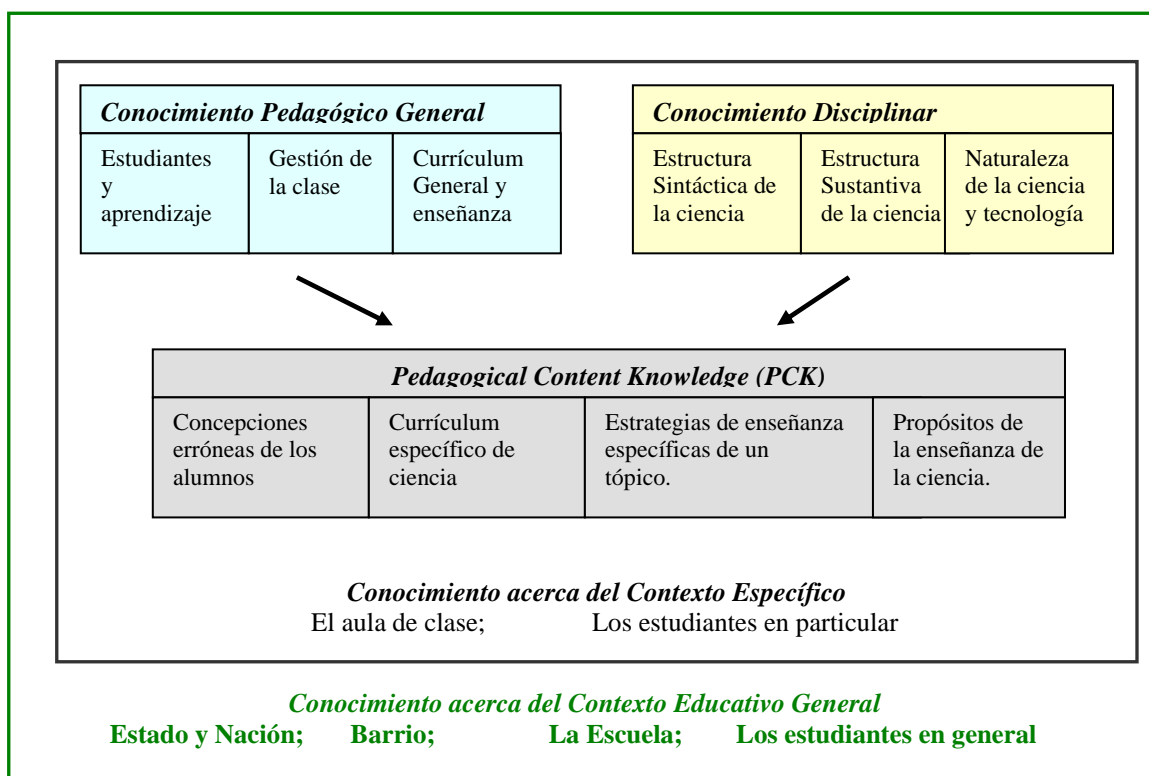 Conocimiento Pedagógico General
Estudiantes
y
aprendizaje
Gestión de
la clase
Currículum
General y
enseñanza
Conocimiento Disciplinar
Estructura
Sintáctica de
la ciencia
Estructura
Sustantiva
de la ciencia
Naturaleza
de la ciencia
y tecnología
Pedagogical Content Knowledge (PCK)
Concepciones
erróneas de los
alumnos
Currículum
específico de
ciencia
Estrategias de enseñanza
específicas de un
tópico.
Propósitos de
la enseñanza de
la ciencia.
Conocimiento acerca del Contexto Específico
El aula de clase; Los estudiantes en particular
Conocimiento acerca del Contexto Educativo General
Estado y Nación; Barrio; La Escuela; Los estudiantes en general